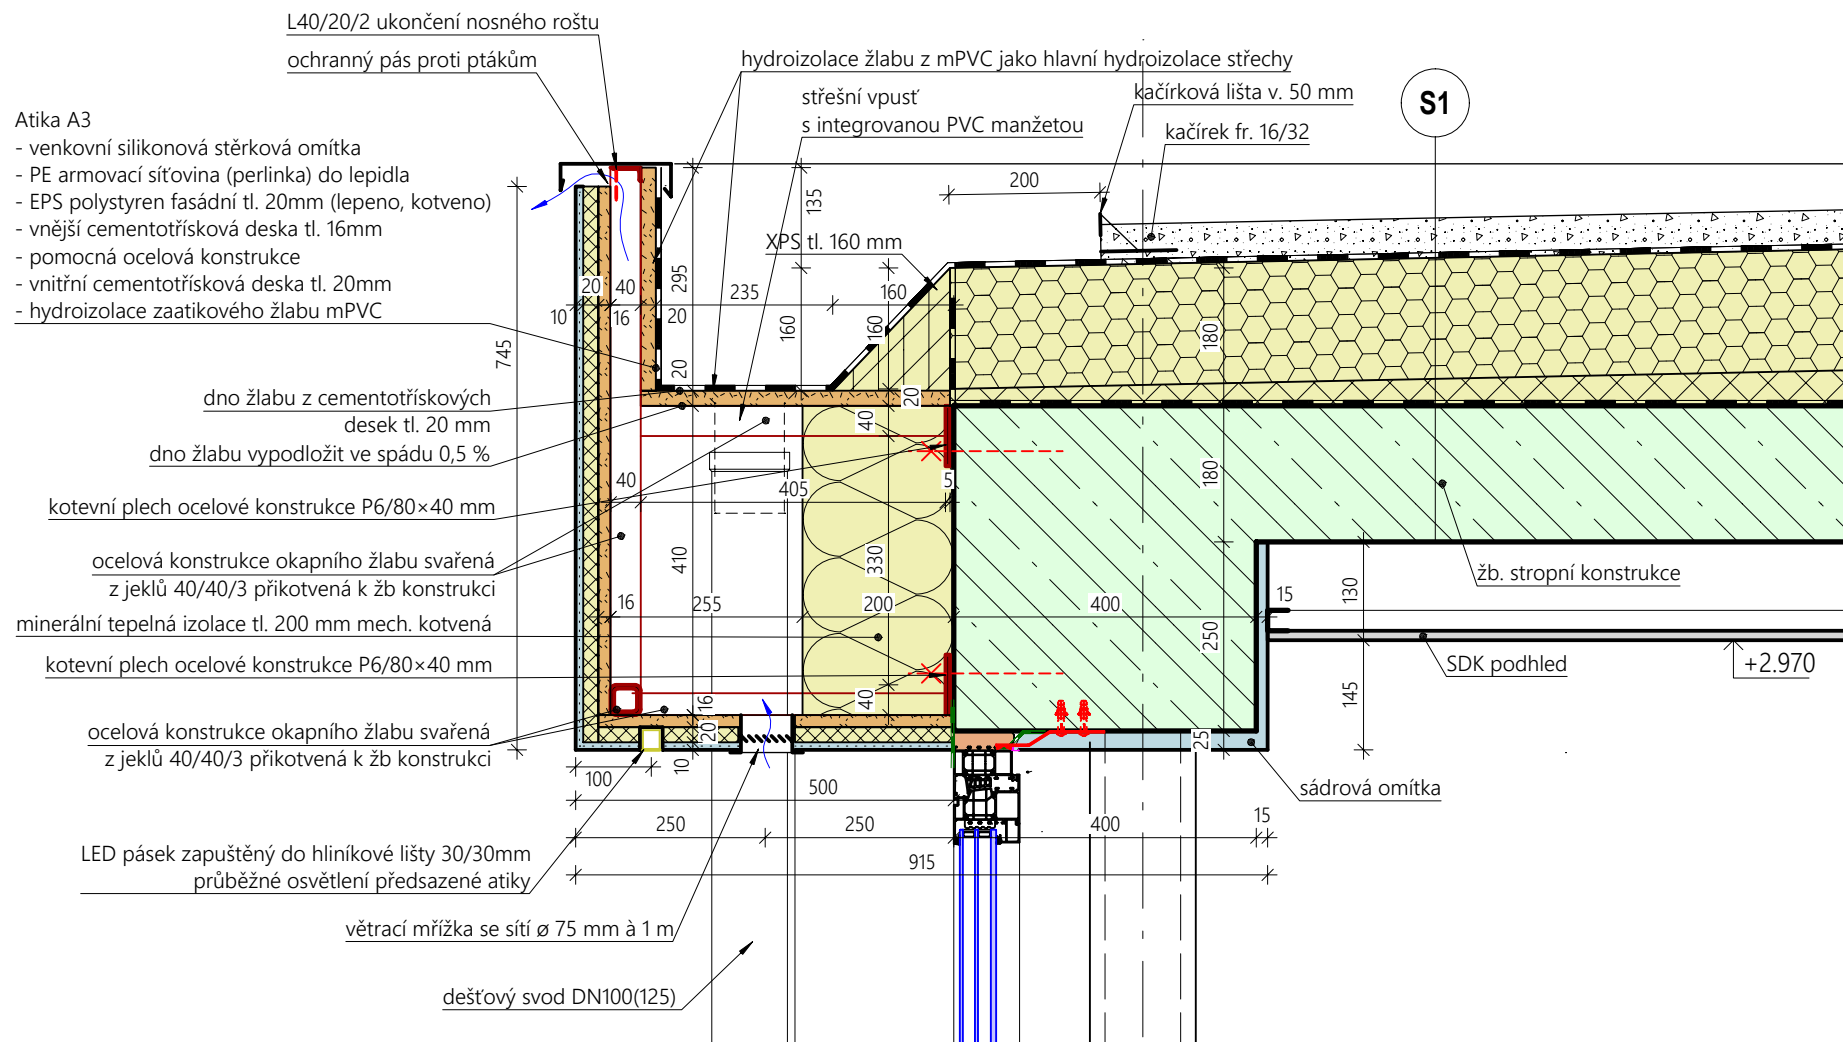 L40/20/2 ukončení nosného roštu
ochranný pás proti ptákům
hydroizolace žlabu z mPVC jako hlavní hydroizolace střechy
střešní vpusť
s integrovanou PVC manžetou
kačírková lišta v. 50 mm
kačírek fr. 16/32
S1
Atika A3
- venkovní silikonová stěrková omítka
- PE armovací síťovina (perlinka) do lepidla
- EPS polystyren fasádní tl. 20mm (lepeno, kotveno)
- vnější cementotřísková deska tl. 16mm
- pomocná ocelová konstrukce
- vnitřní cementotřísková deska tl. 20mm
- hydroizolace zaatikového žlabu mPVC
XPS tl. 160 mm
200
135
295
20
40
235
160
10
16
20
160
160
180
745
20
20
dno žlabu z cementotřískových
desek tl. 20 mm
dno žlabu vypodložit ve spádu 0,5 %
40
40
405
5
180
kotevní plech ocelové konstrukce P6/80×40 mm
ocelová konstrukce okapního žlabu svařená
z jeklů 40/40/3 přikotvená k žb konstrukci
410
330
žb. stropní konstrukce
130
16
255
200
400
15
minerální tepelná izolace tl. 200 mm mech. kotvená
250
kotevní plech ocelové konstrukce P6/80×40 mm
SDK podhled
+2.970
145
40
16
20
ocelová konstrukce okapního žlabu svařená
z jeklů 40/40/3 přikotvená k žb konstrukci
25
100
10
500
sádrová omítka
250
250
400
15
915
LED pásek zapuštěný do hliníkové lišty 30/30mm
průběžné osvětlení předsazené atiky
větrací mřížka se sítí ø 75 mm à 1 m
dešťový svod DN100(125)